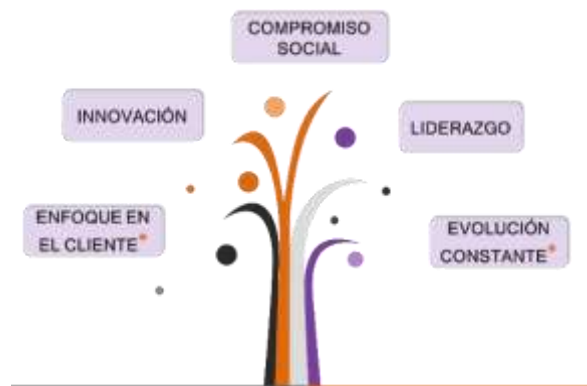 COMPROMISO
SOCIAL
INNOVACIÓN
LIDERAZGO
ENFOQUE EN
EL CLIENTE*
EVOLUCIÓN
CONSTANTE*